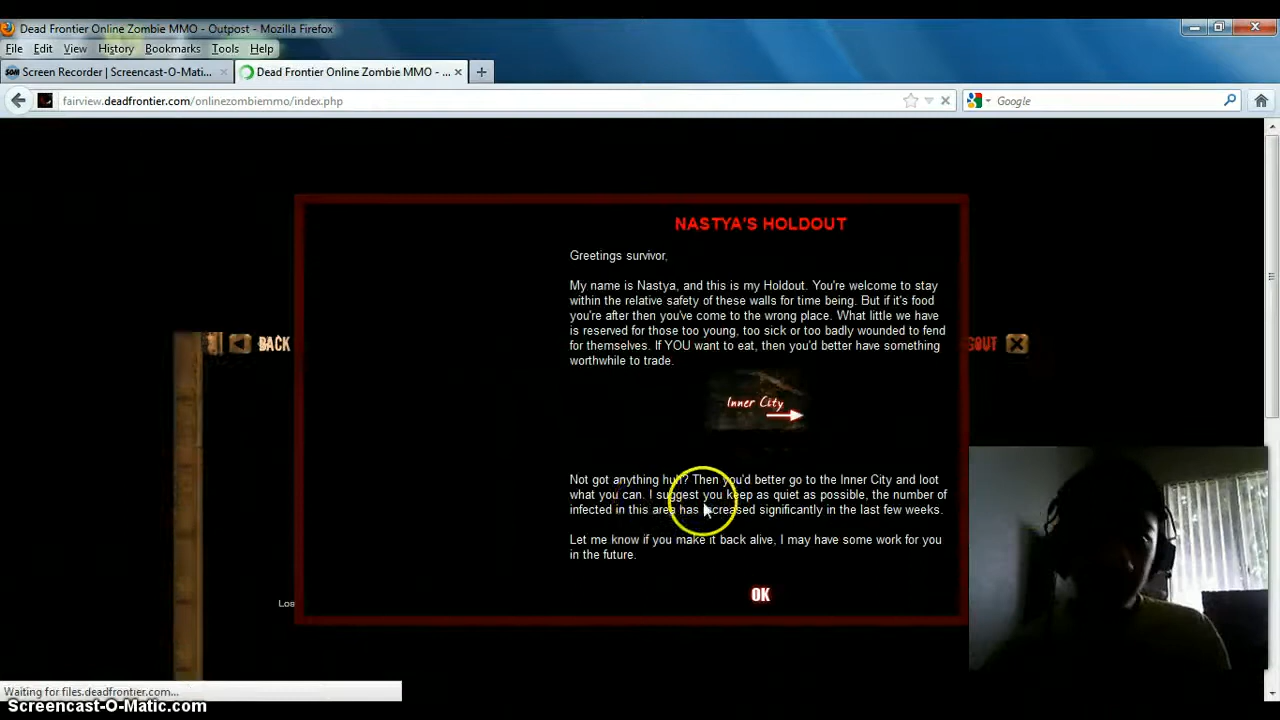 Dead Frontier Online Zombie MMO - Outpost - Mozilla Firefox
File Edit View History Bookmarks Tools Help
Screen Recorder | Screencast-O-Mati...
Dead Frontier Online Zombie MMO - ...
fairview.deadfrontier.com/onlinezombiemmo/index.php
Google
NASTYA'S HOLDOUT
Greetings survivor,
My name is Nastya, and this is my Holdout. You're welcome to stay
within the relative safety of these walls for time being. But if it's food
you're after then you've come to the wrong place. What little we have
is reserved for those too young, too sick or too badly wounded to fend
for themselves. If YOU want to eat, then you'd better have something
worthwhile to trade.
BACK
GOUT
Inner City
Not got anything huh? Then you'd better go to the Inner City and loot
what you can. I suggest you keep as quiet as possible, the number of
infected in this area has increased significantly in the last few weeks.
Let me know if you make it back alive, I may have some work for you
in the future.
OK
Loa
Waiting for files.deadfrontier.com...
Screencast-O-Matic.com